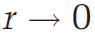 r → 0